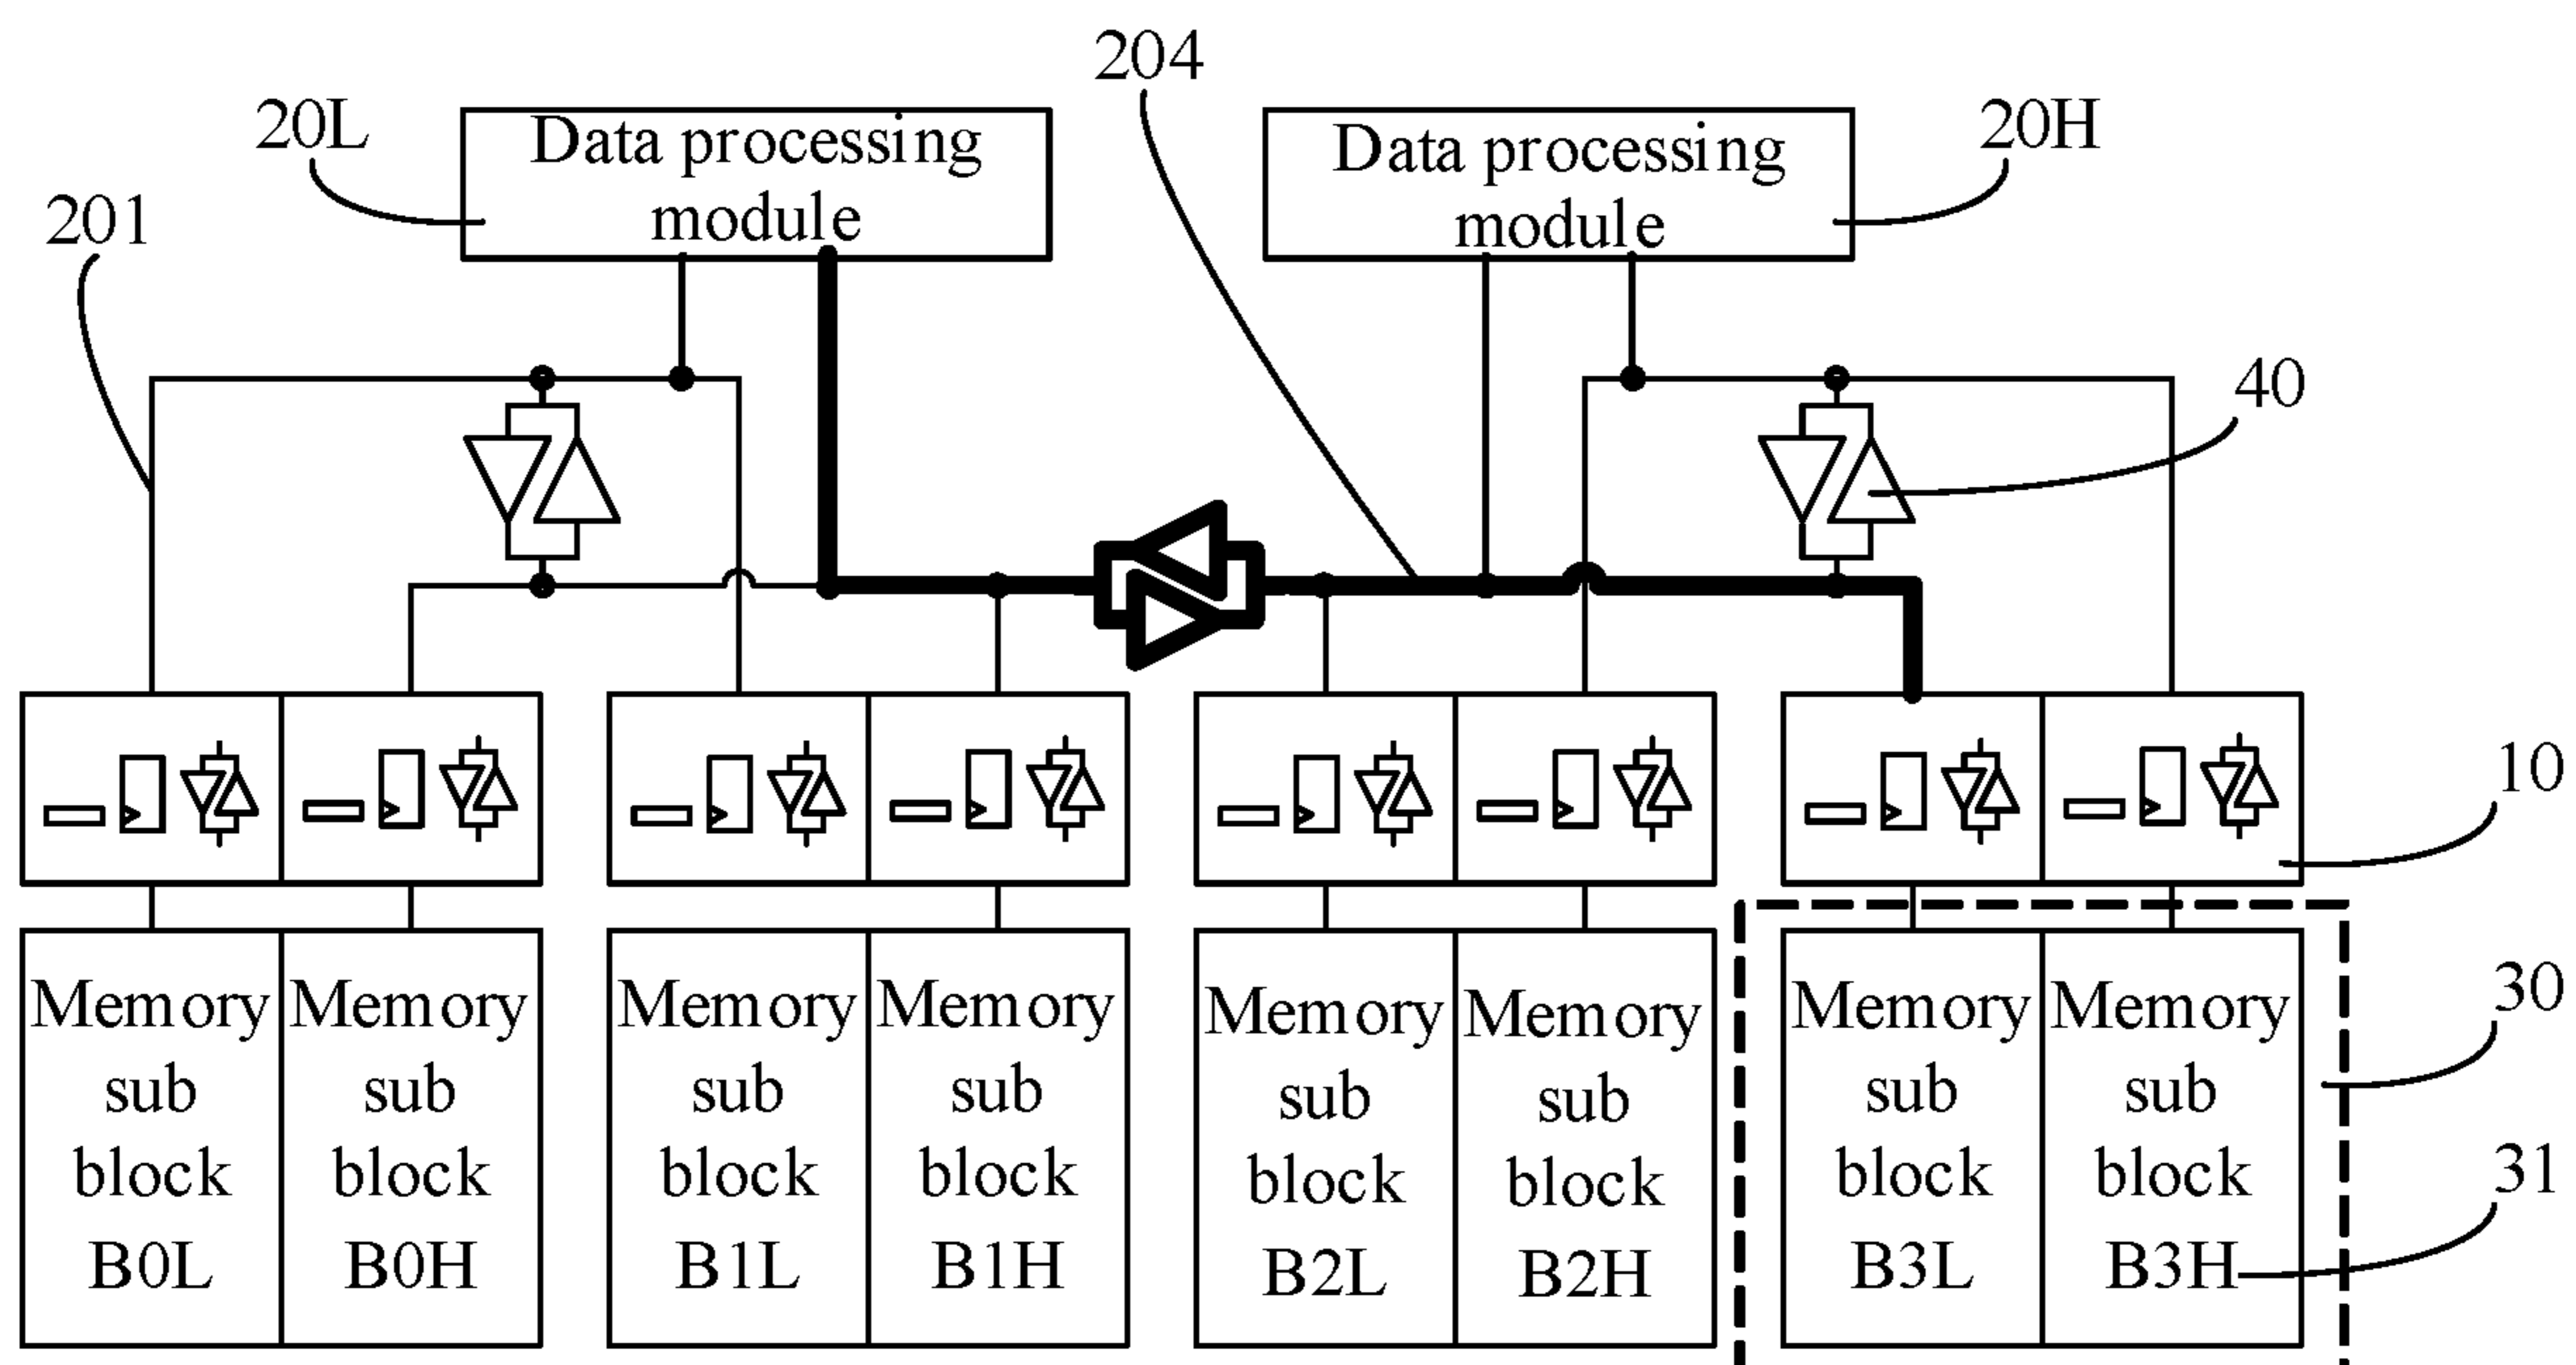 204
20L
Data processing
module
Data processing
module
20H
201
40
10
Memory
sub
block
B0L
Memory
sub
block
B0H
Memory
sub
block
B1L
Memory
sub
block
B1H
Memory
sub
block
B2L
Memory
sub
block
B2H
Memory
sub
block
B3L
Memory
sub
block
B3H
30
31